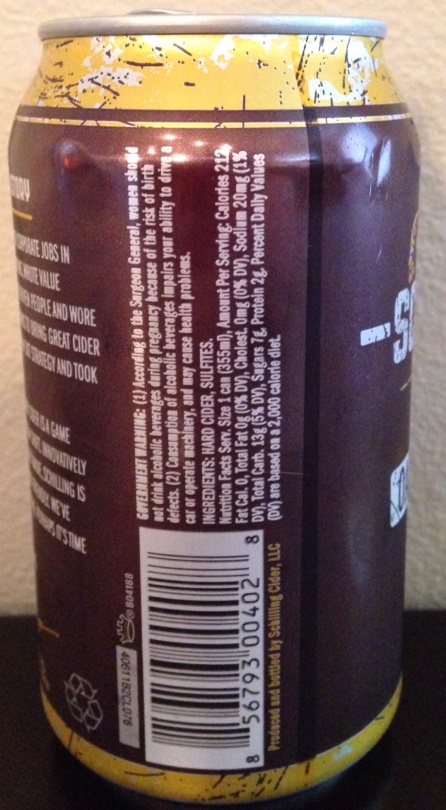 STORY
CORPORATE JOBS IN
VALUE
PEOPLE AND WORE
TO BRING GREAT CIDER
STRATEGY AND TOOK
IS A GAME
INNOVATIVELY
SCHILLING IS
WE'VE
IT'S TIME
GOVERNMENT WARNING: (1) According to the Surgeon General, women should
not drink alcoholic beverages during pregnancy because of the risk of birth
defects. (2) Consumption of alcoholic beverages impairs your ability to drive a
car or operate machinery, and may cause health problems.
INGREDIENTS: HARD CIDER, SULFITES.
Nutrition Facts Serv. Size 1 can (355ml), Amount Per Serving: Calories 212,
Fat Cal. 0, Total Fat 0g (0% DV), Cholest. 0mg (0% DV), Sodium 20mg (1%
DV), Total Carb. 13g (5% DV), Sugars 7g, Protein 2g, Percent Daily Values
(DV) are based on a 2,000 calorie diet.
B04188
40611820L078
8 56793 00402 8
Produced and bottled by Schilling Cider, LLC